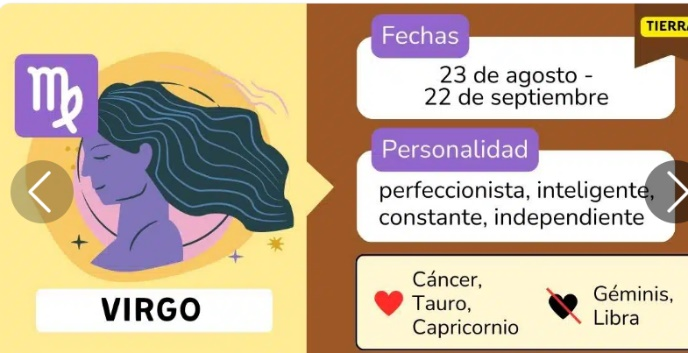 VIRGO
TIERRA
Fechas
23 de agosto -
22 de septiembre
Personalidad
perfeccionista, inteligente,
constante, independiente
Cáncer,
Tauro,
Capricornio
Géminis,
Libra